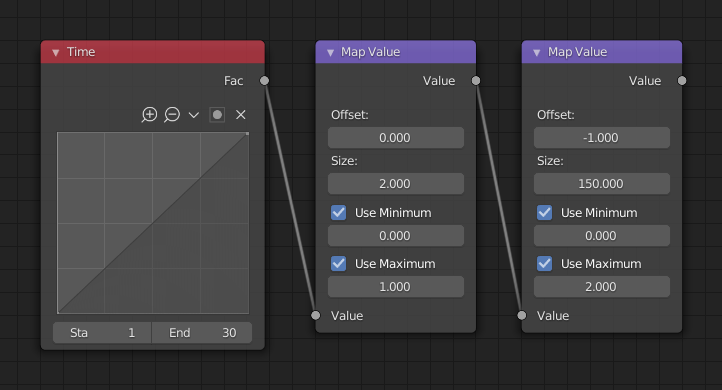 Time
Fac
Sta 1 End 30
Map Value
Value
Offset:
0.000
Size:
2.000
Use Minimum
0.000
Use Maximum
1.000
Value
Map Value
Value
Offset:
-1.000
Size:
150.000
Use Minimum
0.000
Use Maximum
2.000
Value